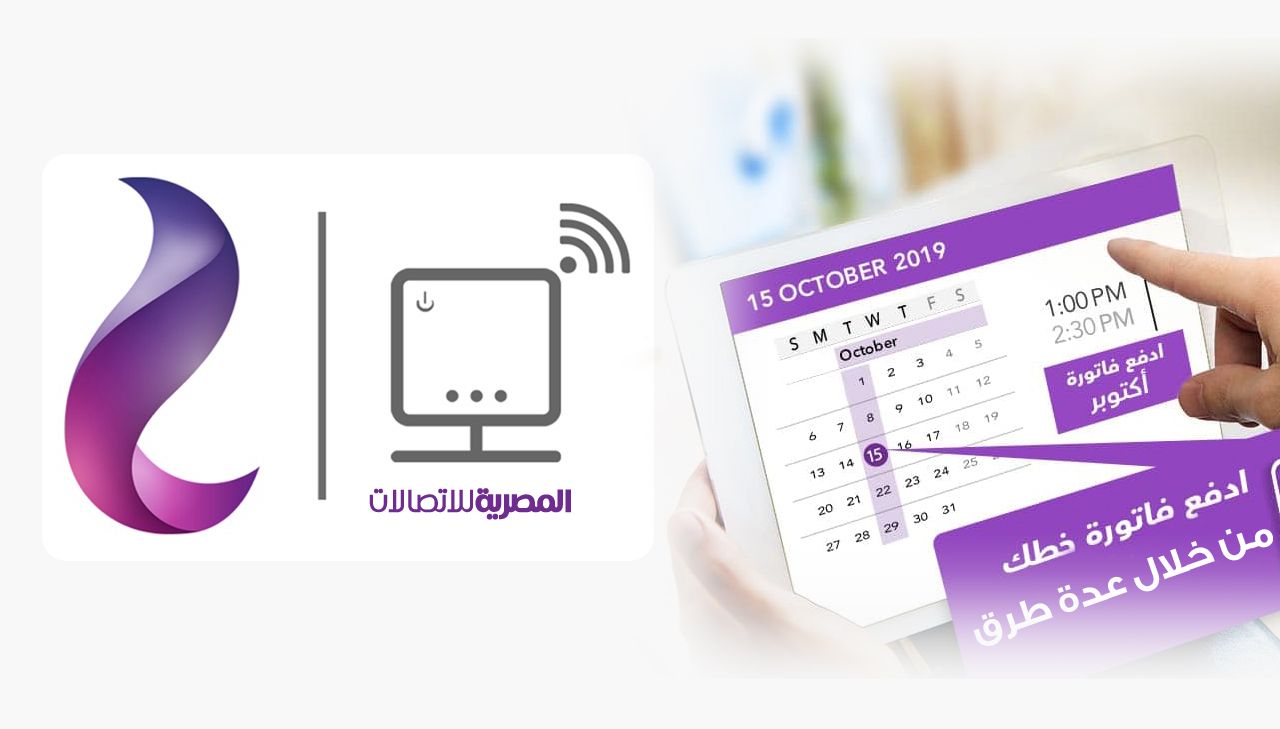 المصرية للاتصالات
15 OCTOBER 2019
S M T W T F S
October
1 2 3 4 5
6 7 8 9 10 11 12
13 14 15 16 17 18 19
20 21 22 23 24 25
27 28 29 30 31
1:00 PM
2:30 PM
ادفع فاتورة
أكتوبر
ادفع فاتورة خطك
من خلال عدة طرق